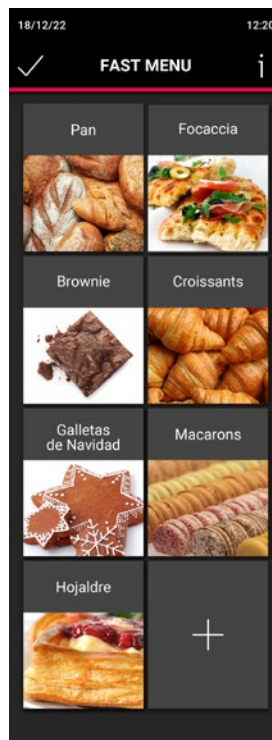 18/12/22 12:20
FAST MENU
Pan Focaccia
Brownie Croissants
Galletas
de Navidad
Macarons
Hojaldre